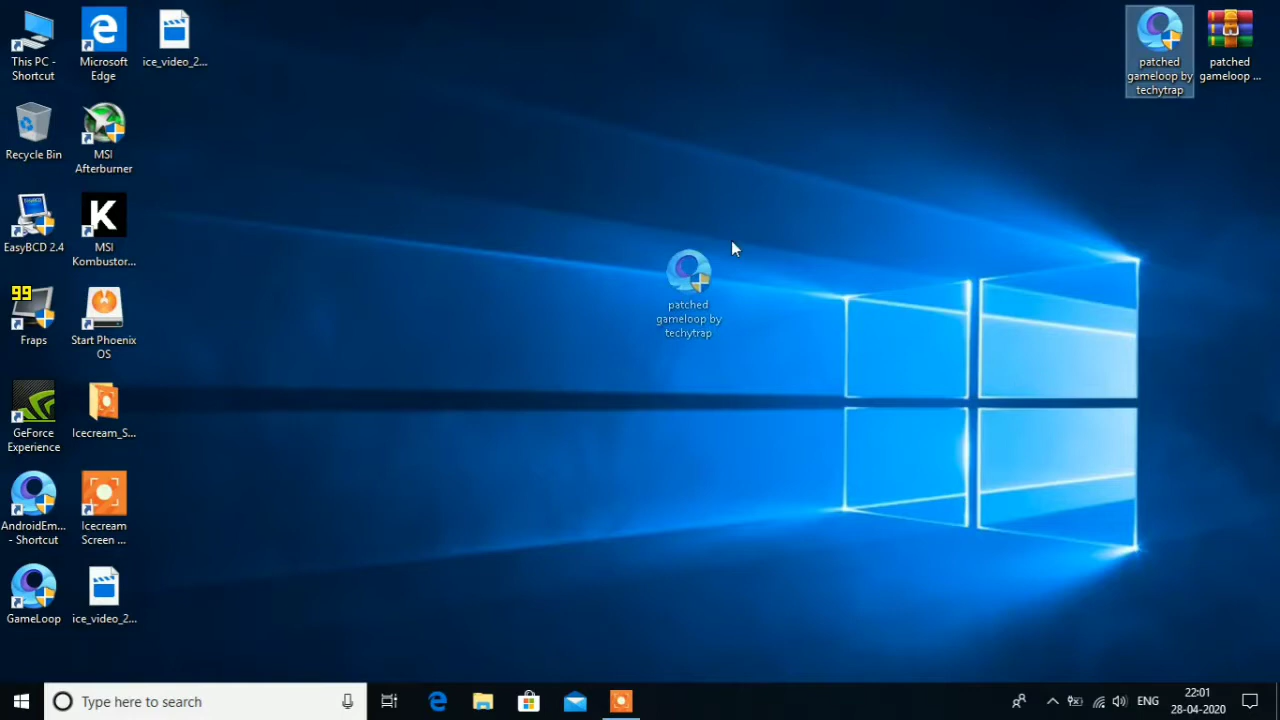 This PC -
Shortcut
Microsoft
Edge
ice_video_2...
Recycle Bin
MSI
Afterburner
EasyBCD 2.4
K
MSI
Kombustor...
99
Fraps
Start Phoenix
OS
GeForce
Experience
Icecream_S...
AndroidEm...
- Shortcut
Icecream
Screen ...
GameLoop
ice_video_2...
patched
gameloop by
techytrap
patched
gameloop by
techytrap
patched
gameloop ...
Type here to search
ENG
22:01
28-04-2020